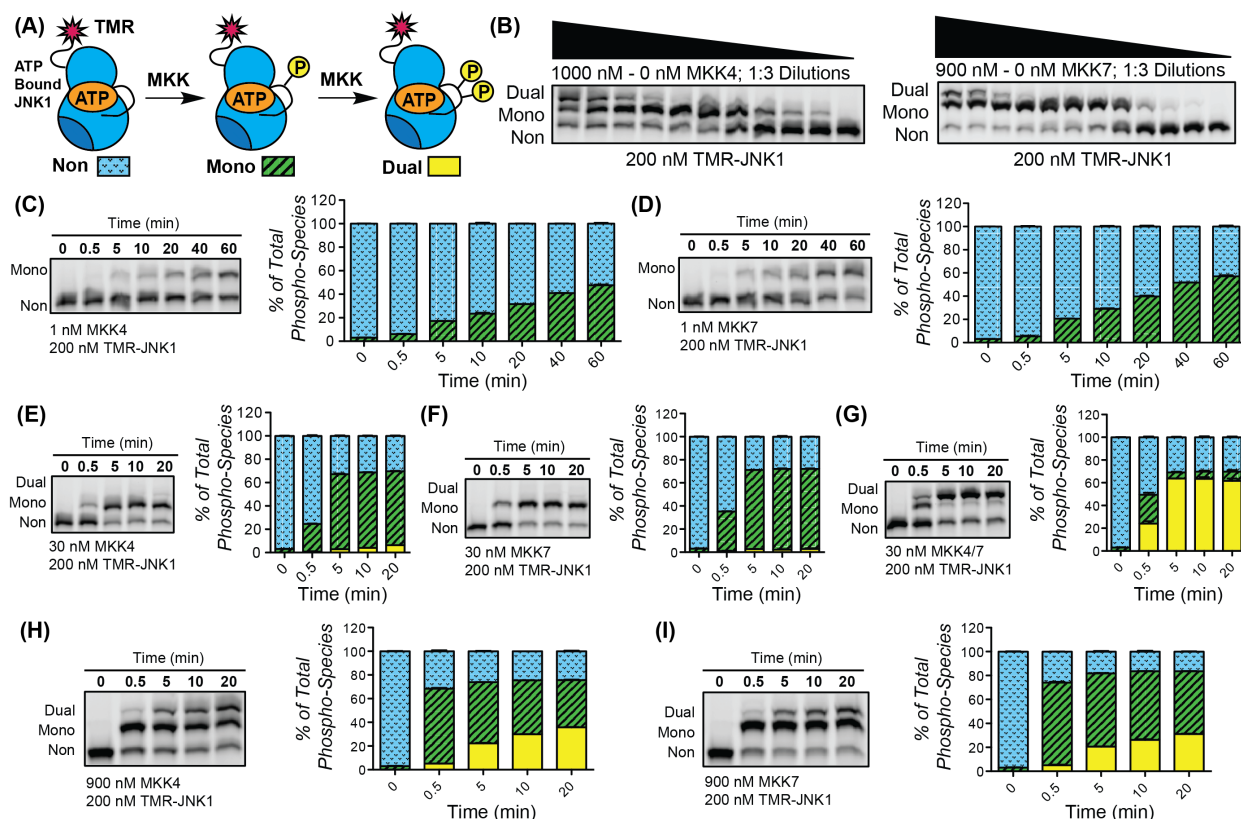 (A)
TMR
ATP
Bound
JNK1
ATP
MKK
ATP
P
MKK
ATP
P
P
Non
Mono
Dual
(B)
1000 nM - 0 nM MKK4; 1:3 Dilutions
Dual
Mono
Non
200 nM TMR-JNK1
900 nM - 0 nM MKK7; 1:3 Dilutions
Dual
Mono
Non
200 nM TMR-JNK1
(C)
Time (min)
0 0.5 5 10 20 40 60
Mono
Non
1 nM MKK4
200 nM TMR-JNK1
% of Total
Phospho-Species
120
100
80
60
40
20
0
0 0.5 5 10 20 40 60
Time (min)
(D)
Time (min)
0 0.5 5 10 20 40 60
Mono
Non
1 nM MKK7
200 nM TMR-JNK1
% of Total
Phospho-Species
120
100
80
60
40
20
0
0 0.5 5 10 20 40 60
Time (min)
(E)
Time (min)
0 0.5 5 10 20
Dual
Mono
Non
30 nM MKK4
200 nM TMR-JNK1
% of Total
Phospho-Species
120
100
80
60
40
20
0
0 0.5 5 10 20
Time (min)
(F)
Time (min)
0 0.5 5 10 20
Dual
Mono
Non
30 nM MKK7
200 nM TMR-JNK1
% of Total
Phospho-Species
120
100
80
60
40
20
0
0 0.5 5 10 20
Time (min)
(G)
Time (min)
0 0.5 5 10 20
Dual
Mono
Non
30 nM MKK4/7
200 nM TMR-JNK1
% of Total
Phospho-Species
120
100
80
60
40
20
0
0 0.5 5 10 20
Time (min)
(H)
Time (min)
0 0.5 5 10 20
Dual
Mono
Non
900 nM MKK4
200 nM TMR-JNK1
% of Total
Phospho-Species
120
100
80
60
40
20
0
0 0.5 5 10 20
Time (min)
(I)
Time (min)
0 0.5 5 10 20
Dual
Mono
Non
900 nM MKK7
200 nM TMR-JNK1
% of Total
Phospho-Species
120
100
80
60
40
20
0
0 0.5 5 10 20
Time (min)